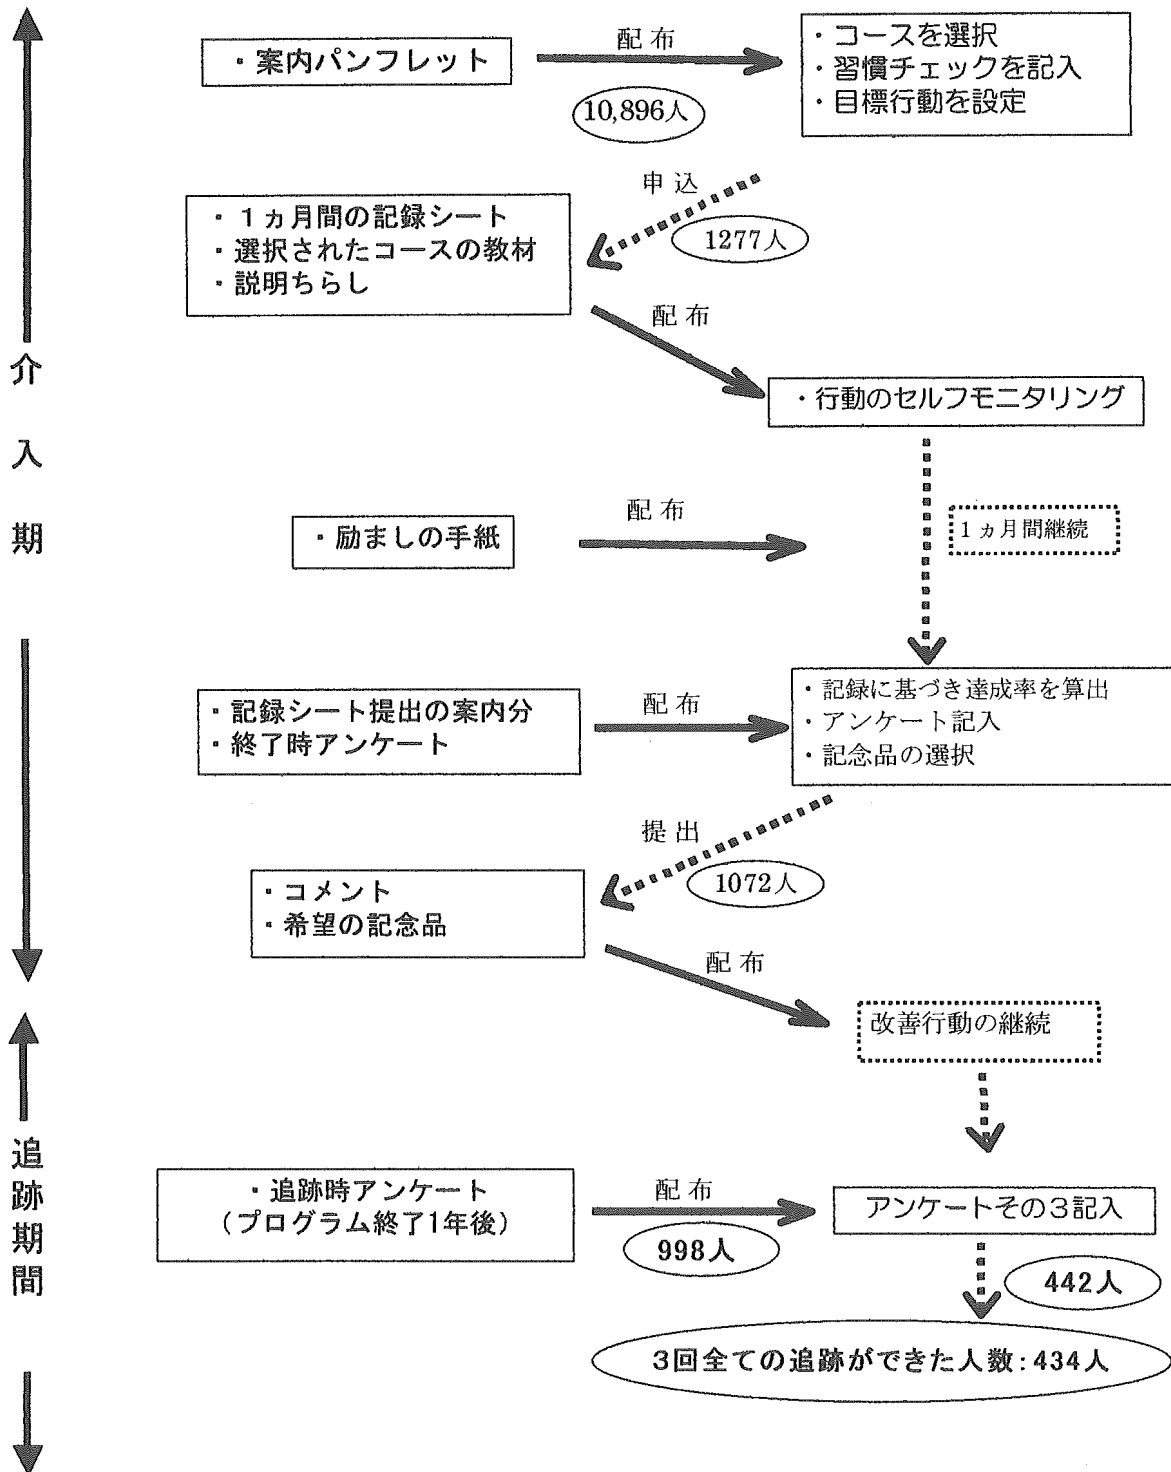 ・案内パンフレット
配布
10,896人
・コースを選択
・習慣チェックを記入
・目標行動を設定
申込
1277人
・1ヵ月間の記録シート
・選択されたコースの教材
・説明ちらし
配布
・行動のセルフモニタリング
介入期
・励ましの手紙
配布
1ヵ月間継続
・記録シート提出の案内分
・終了時アンケート
配布
・記録に基づき達成率を算出
・アンケート記入
・記念品の選択
提出
1072人
・コメント
・希望の記念品
配布
改善行動の継続
追跡期間
・追跡時アンケート
（プログラム終了1年後）
配布
998人
アンケートその3記入
442人
3回全ての追跡ができた人数：434人